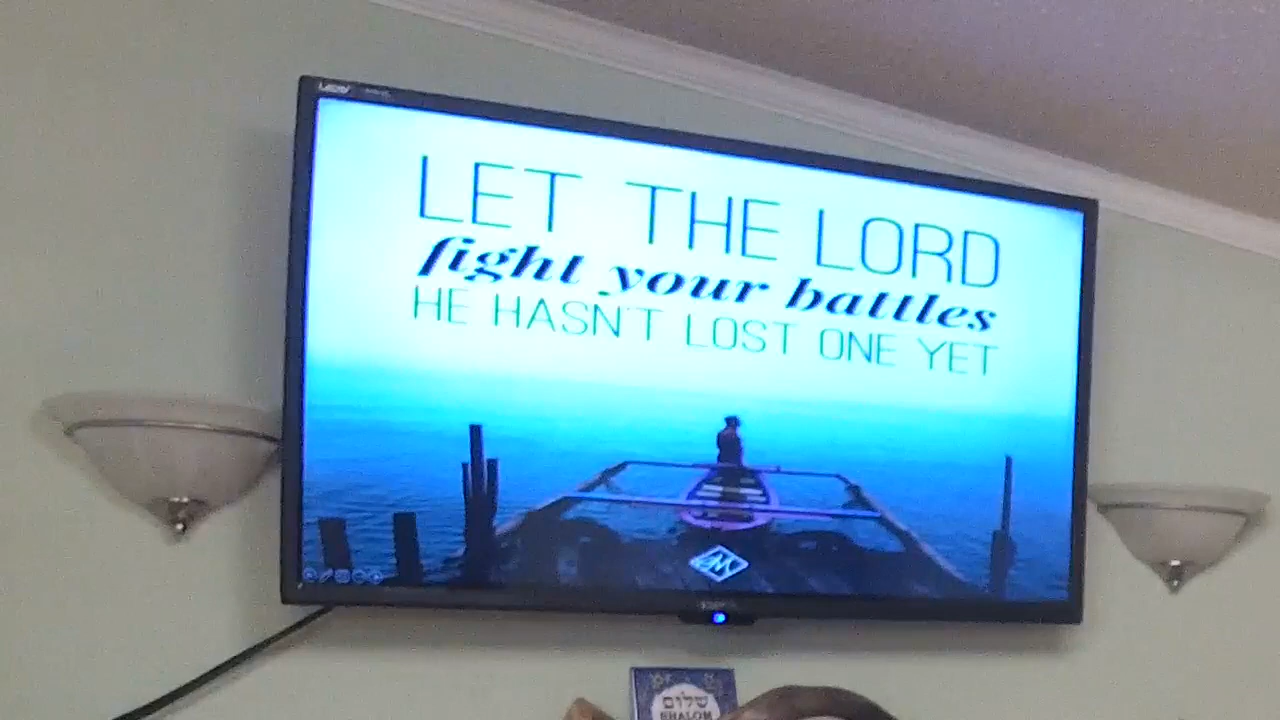 LET THE LORD
fight your battles
HE HASN'T LOST ONE YET
שלום
SHALOM